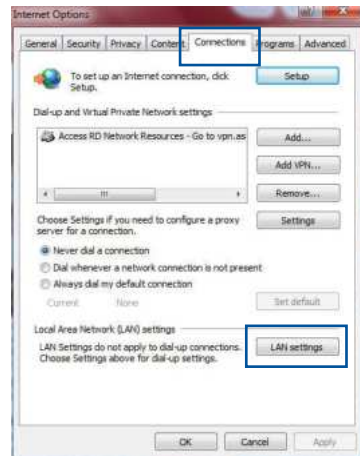 Internet Options
General Security Privacy Content Connections Programs Advanced
To set up an Internet connection, click
Setup.
Setup
Dial-up and Virtual Private Network settings
Access RD Network Resources - Go to vpn.as
Add...
Add VPN...
Remove...
Choose Settings if you need to configure a proxy
server for a connection.
Settings
Never dial a connection
Dial whenever a network connection is not present
Always dial my default connection
Current None
Set default
Local Area Network (LAN) settings
LAN Settings do not apply to dial-up connections.
Choose Settings above for dial-up settings.
LAN settings
OK Cancel Apply